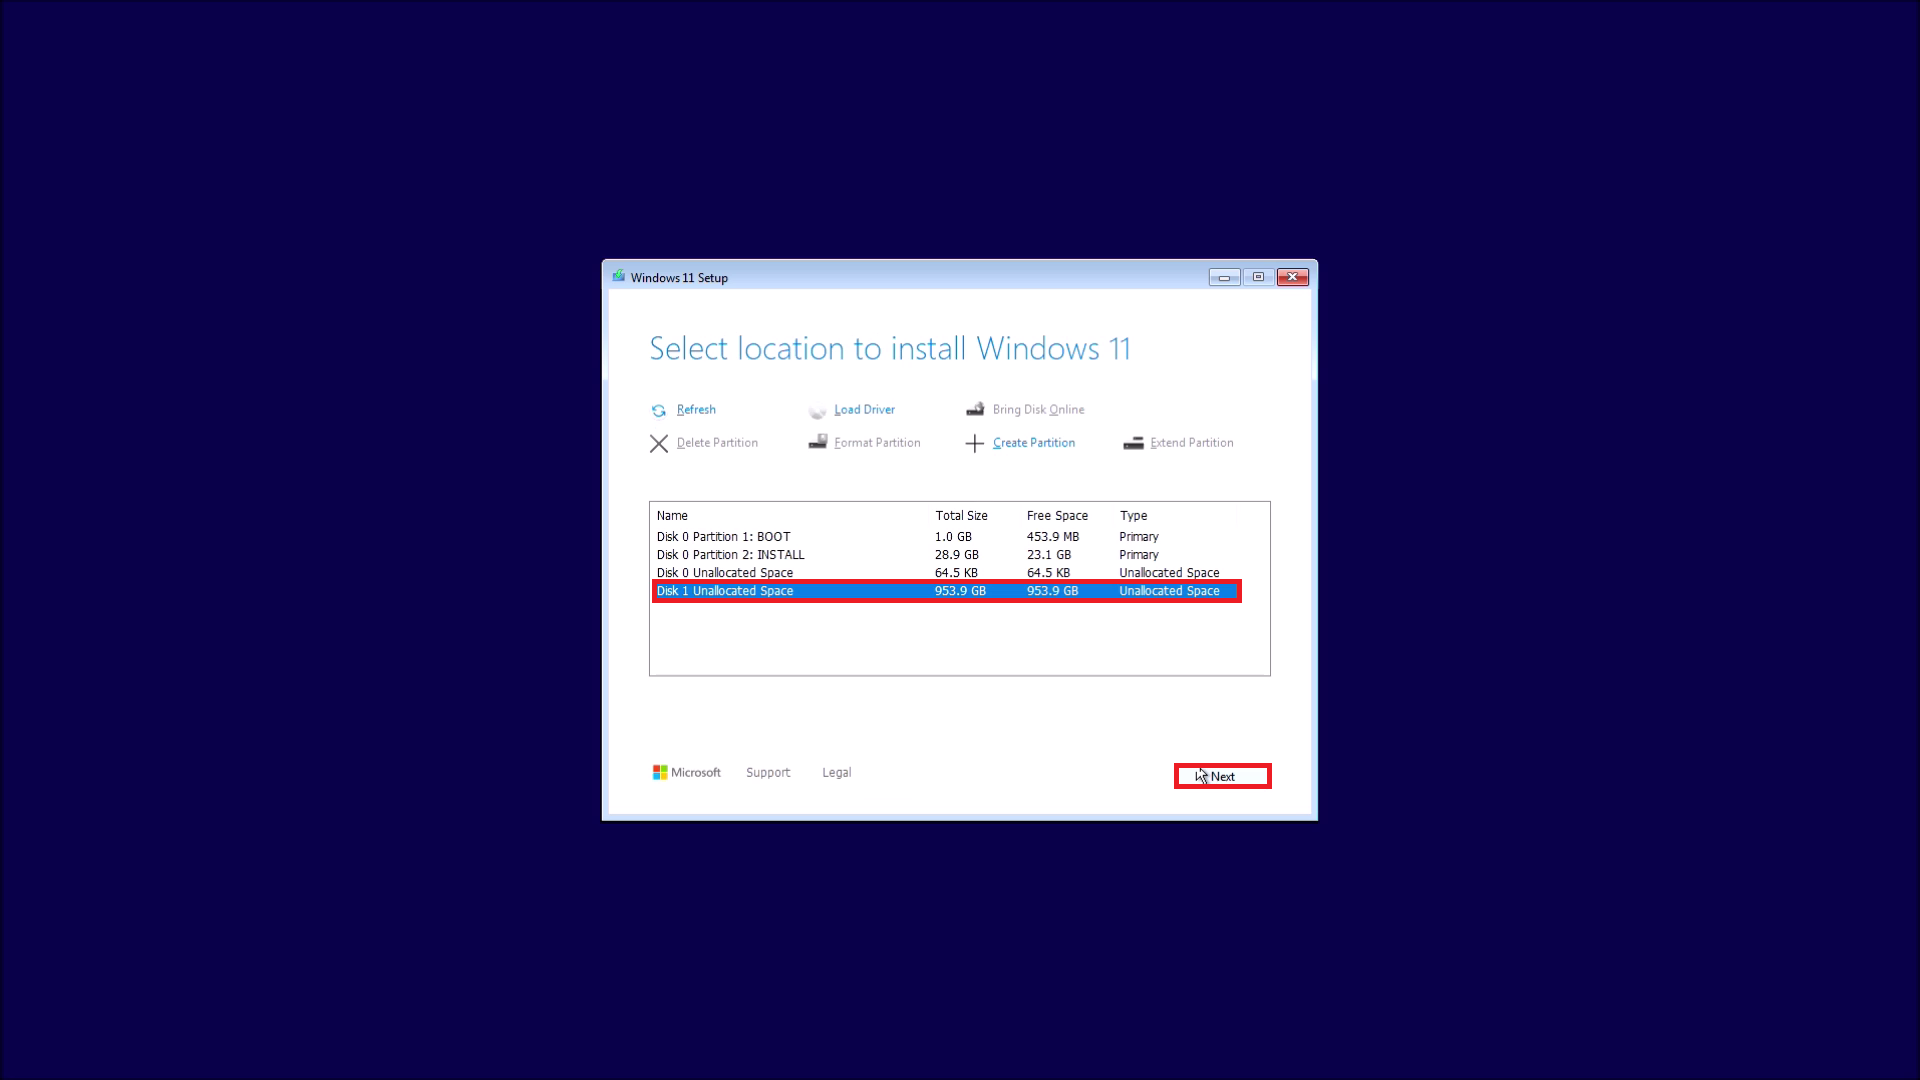 Windows 11 Setup
Select location to install Windows 11
Refresh Load Driver Bring Disk Online
Delete Partition Format Partition Create Partition Extend Partition
Name Total Size Free Space Type
Disk 0 Partition 1: BOOT 1.0 GB 453.9 MB Primary
Disk 0 Partition 2: INSTALL 28.9 GB 23.1 GB Primary
Disk 0 Unallocated Space 64.5 KB 64.5 KB Unallocated Space
Disk 1 Unallocated Space 953.9 GB 953.9 GB Unallocated Space
Microsoft Support Legal Next